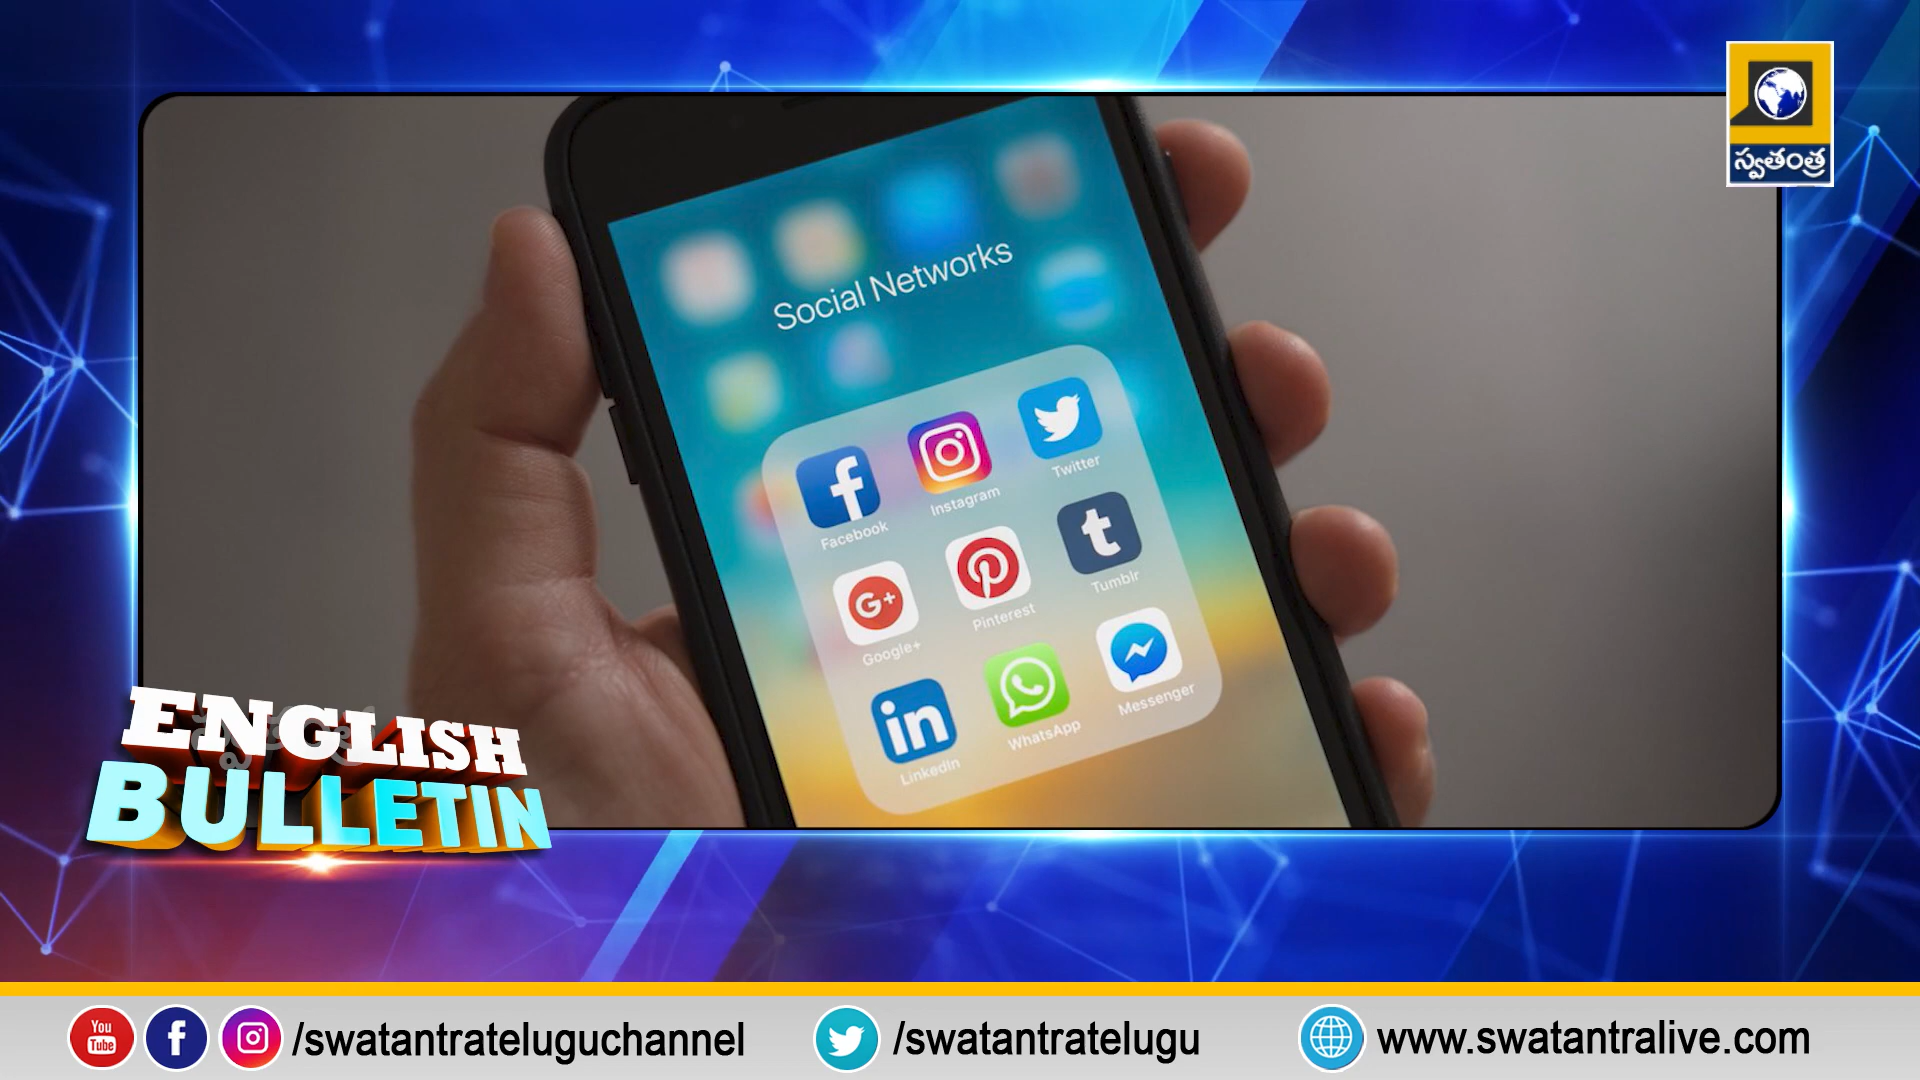 స్వతంత్ర
Social Networks
Facebook
Instagram
Twitter
Google+
Pinterest
Tumblr
LinkedIn
WhatsApp
Messenger
ENGLISH
BULLETIN
You Tube /swatantrateluguchannel
/swatantratelugu
www.swatantralive.com